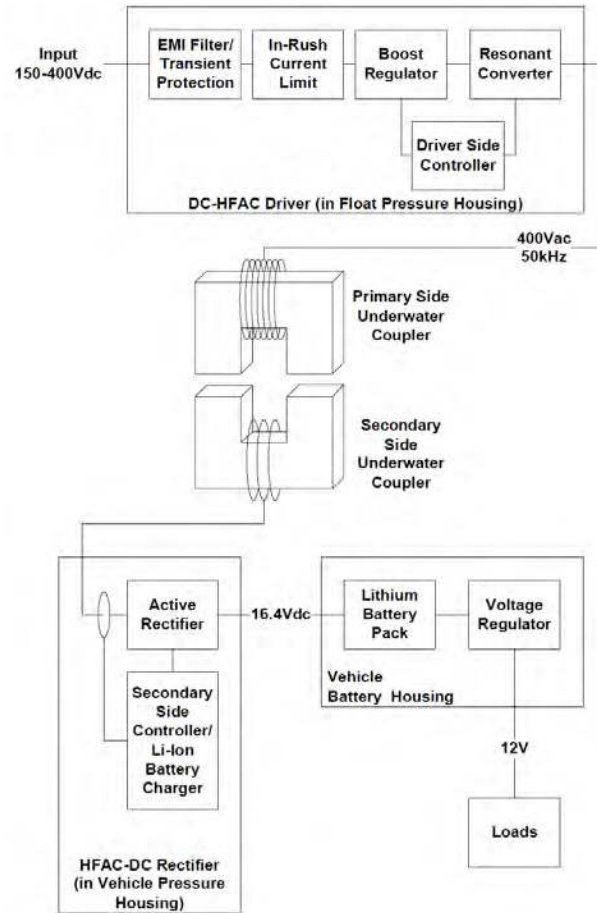 Input
150-400Vdc
EMI Filter/
Transient
Protection
In-Rush
Current
Limit
Boost
Regulator
Resonant
Converter
Driver Side
Controller
DC-HFAC Driver (in Float Pressure Housing)
400Vac
50kHz
Primary Side
Underwater
Coupler
Secondary
Side
Underwater
Coupler
Active
Rectifier
16.4Vdc
Lithium
Battery
Pack
Voltage
Regulator
Vehicle
Battery Housing
Secondary
Side
Controller/
Li-Ion
Battery
Charger
12V
Loads
HFAC-DC Rectifier
(in Vehicle Pressure
Housing)